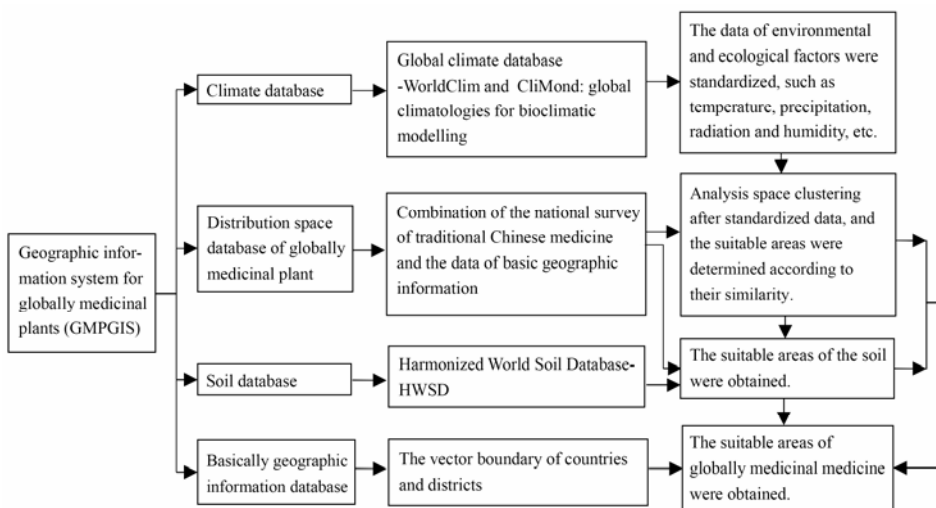 Geographic infor-
mation system for
globally medicinal
plants (GMPGIS)
Climate database
Distribution space
database of globally
medicinal plant
Soil database
Basically geographic
information database
Global climate database
-WorldClim and CliMond: global
climatologies for bioclimatic
modelling
Combination of the national survey
of traditional Chinese medicine
and the data of basic geographic
information
Harmonized World Soil Database-
HWSD
The vector boundary of countries
and districts
The data of environmental
and ecological factors were
standardized, such as
temperature, precipitation,
radiation and humidity, etc.
Analysis space clustering
after standardized data, and
the suitable areas were
determined according to
their similarity.
The suitable areas of the soil
were obtained.
The suitable areas of
globally medicinal medicine
were obtained.